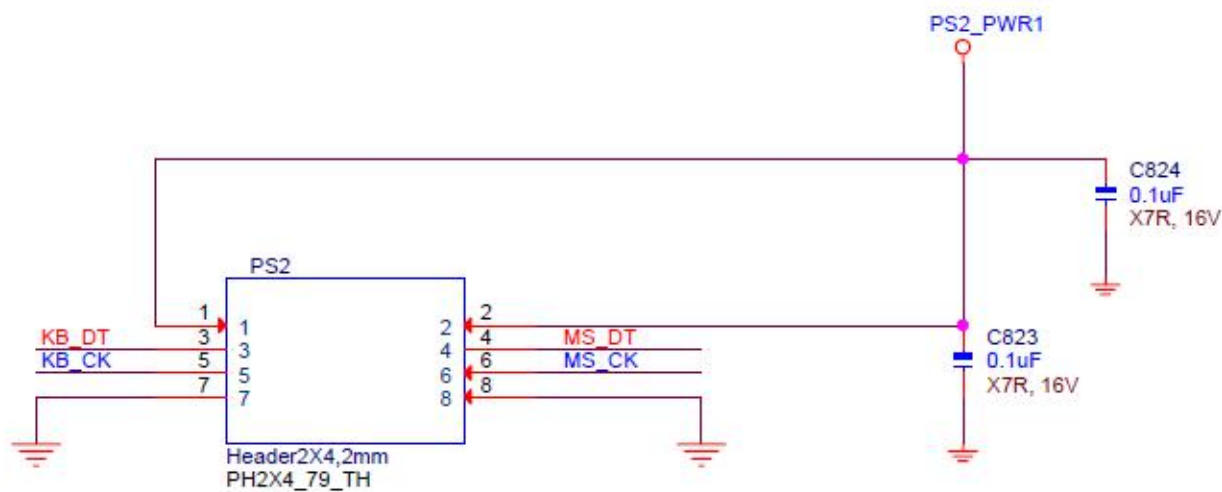 PS2_PWR1
C824
0.1uF
X7R, 16V
PS2
1 1 2 2
KB_DT 3 3 4 4 MS_DT
KB_CK 5 5 6 6 MS_CK
7 7 8 8
C823
0.1uF
X7R, 16V
Header2X4,2mm
PH2X4_79_TH